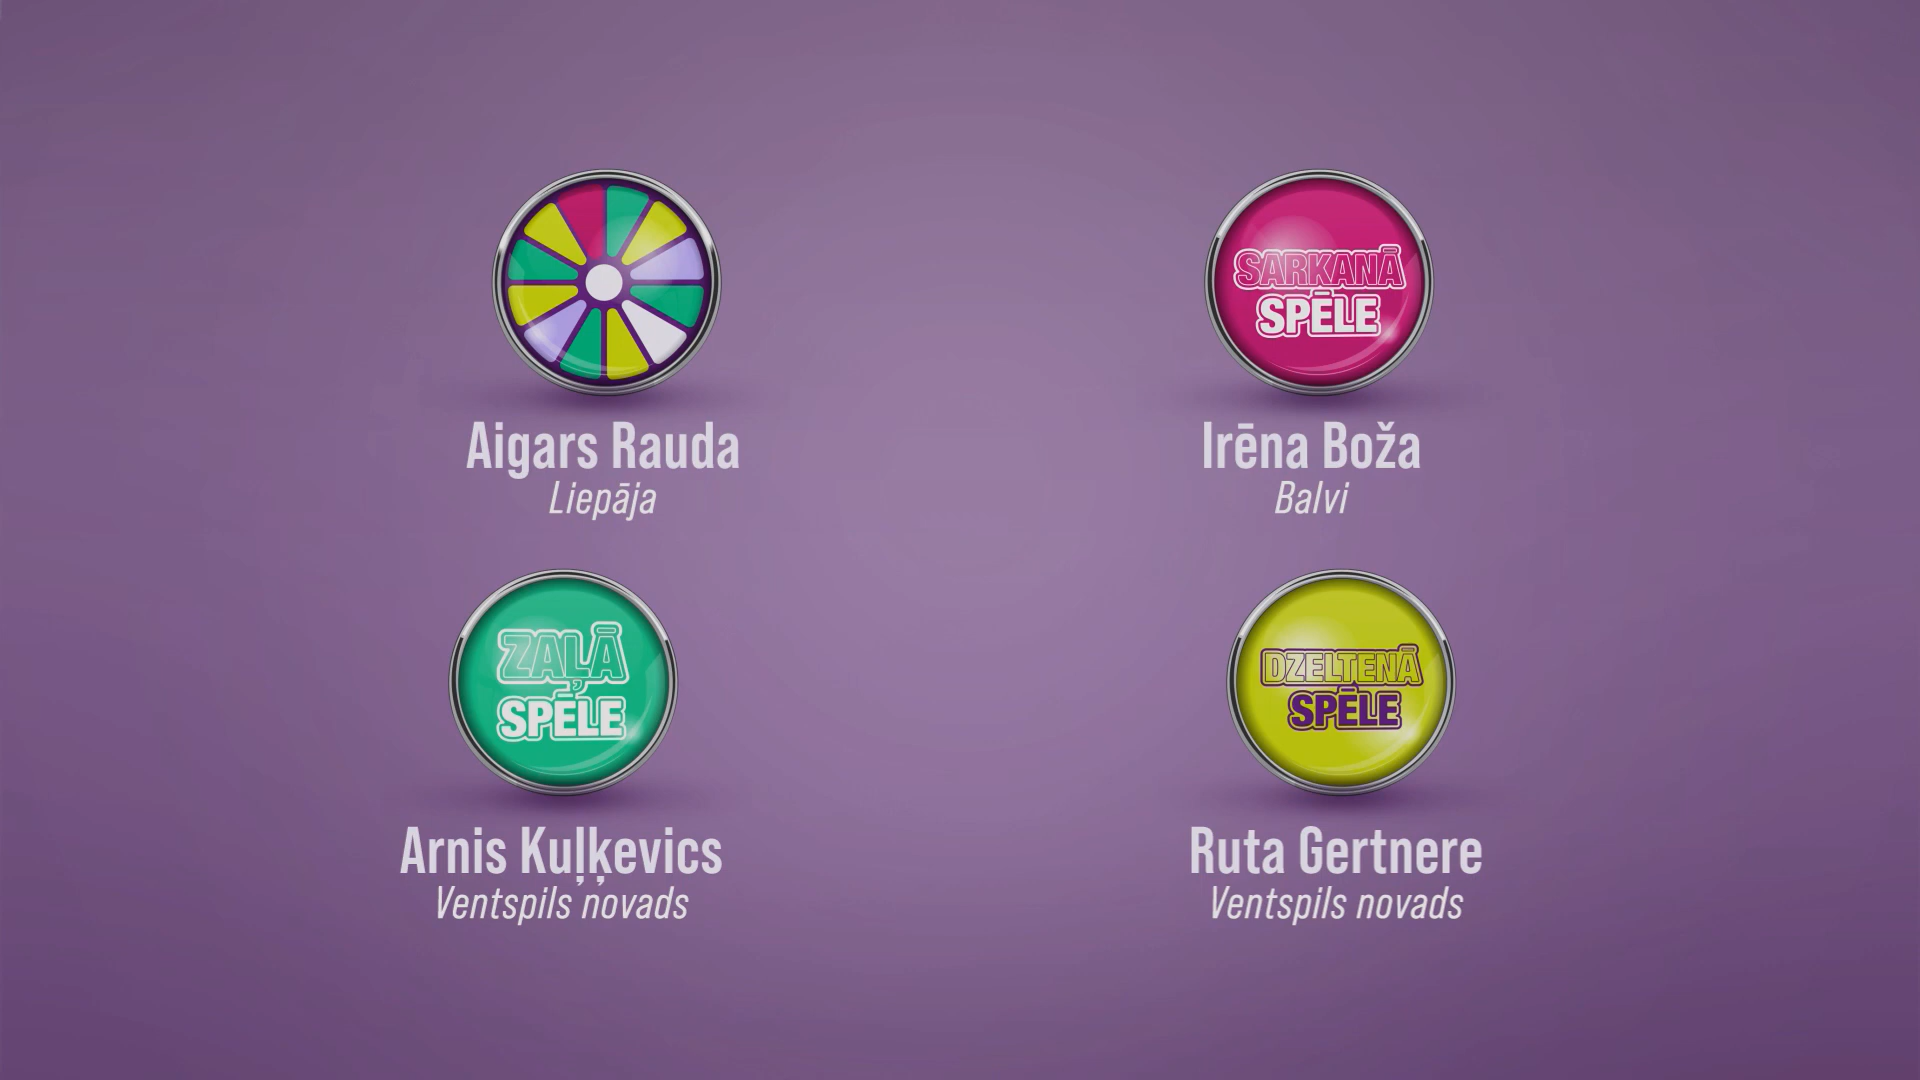 SARKANĀ
SPĒLE
Aigars Rauda
Liepāja
Irēna Boža
Balvi
ZAĻĀ
SPĒLE
DZELTENĀ
SPĒLE
Arnis Kuļķevics
Ventspils novads
Ruta Gertnere
Ventspils novads